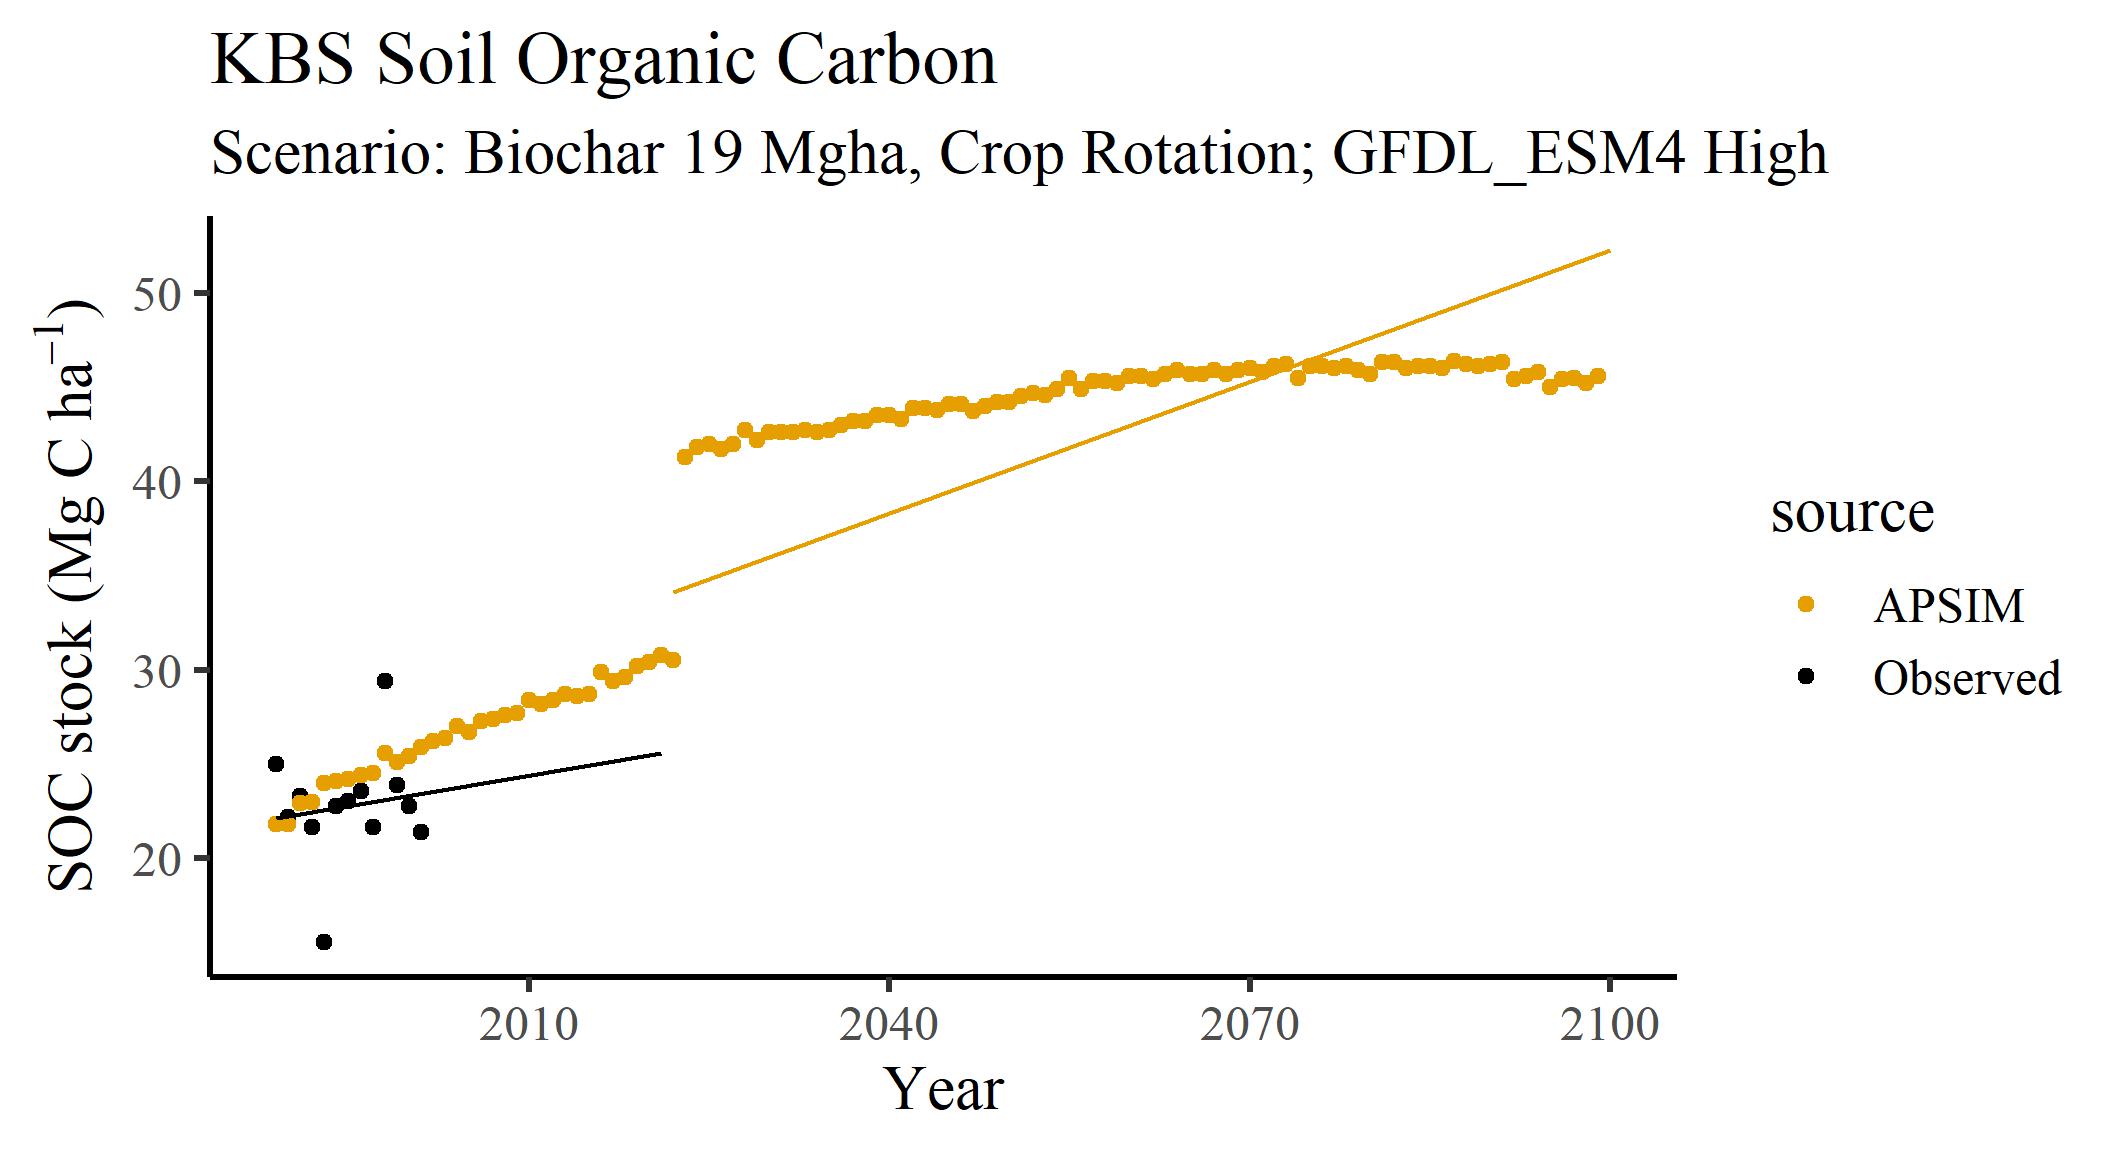 KBS Soil Organic Carbon
Scenario: Biochar 19 Mgha, Crop Rotation; GFDL_ESM4 High
SOC stock (Mg C ha⁻¹)
50
40
30
20
2010
2040
2070
2100
Year
source
APSIM
Observed